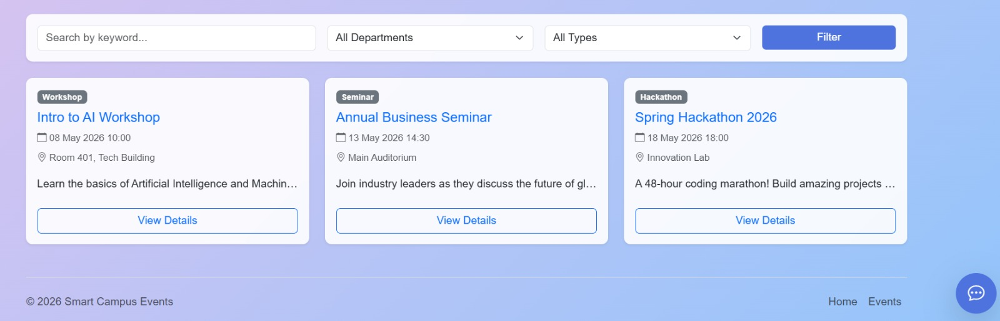 Search by keyword...
All Departments
All Types
Filter
Workshop
Intro to AI Workshop
08 May 2026 10:00
Room 401, Tech Building
Learn the basics of Artificial Intelligence and Machin...
View Details
Seminar
Annual Business Seminar
13 May 2026 14:30
Main Auditorium
Join industry leaders as they discuss the future of gl...
View Details
Hackathon
Spring Hackathon 2026
18 May 2026 18:00
Innovation Lab
A 48-hour coding marathon! Build amazing projects ...
View Details
© 2026 Smart Campus Events
Home Events